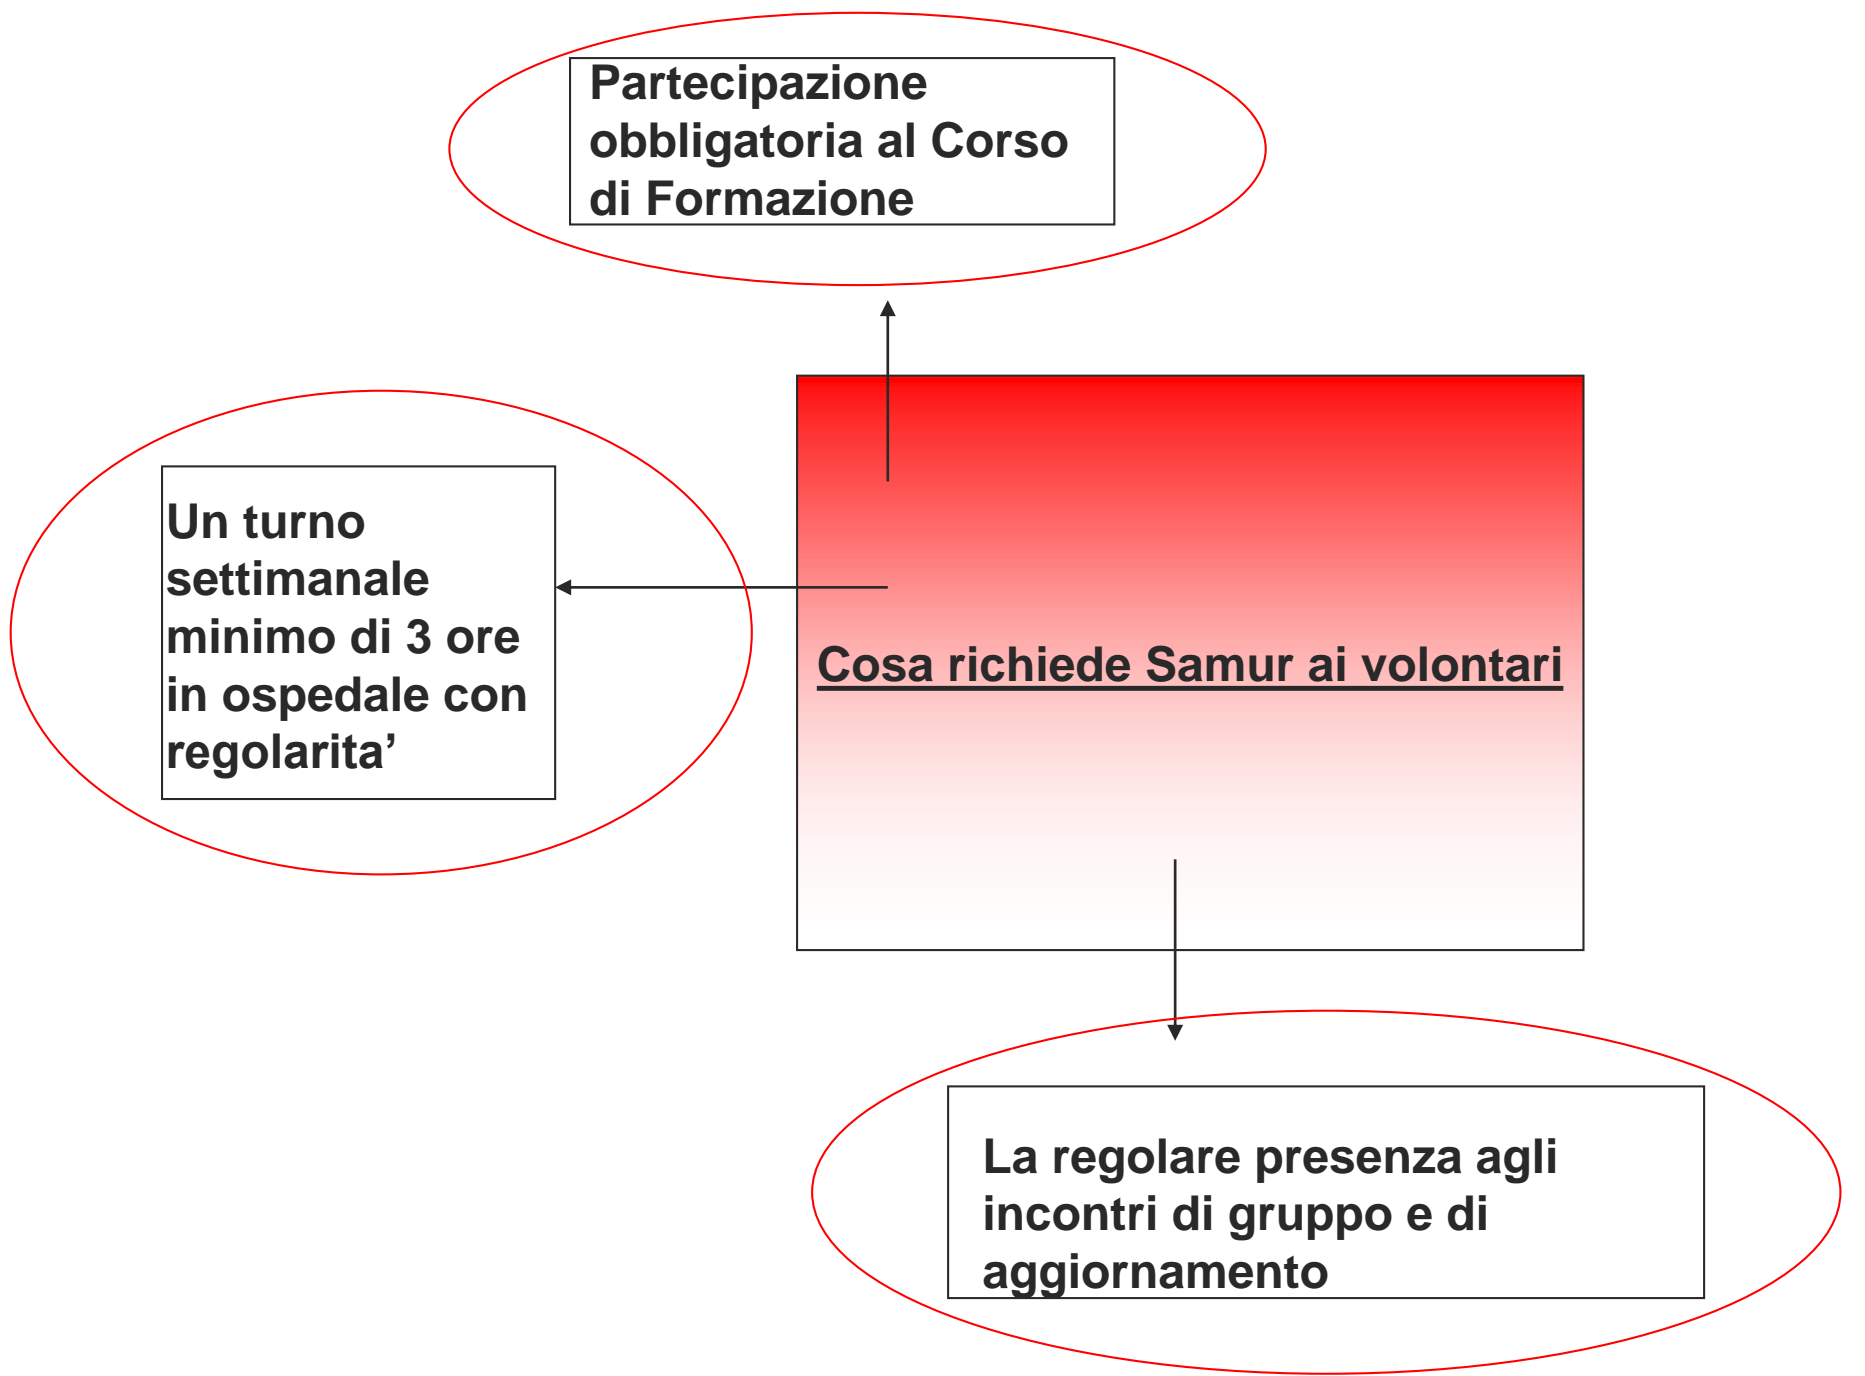 Partecipazione
obbligatoria al Corso
di Formazione
Un turno
settimanale
minimo di 3 ore
in ospedale con
regolarita’
Cosa richiede Samur ai volontari
La regolare presenza agli
incontri di gruppo e di
aggiornamento